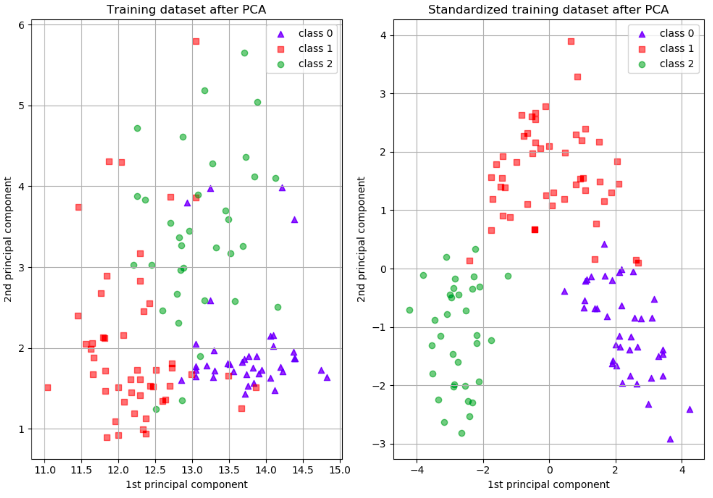 Training dataset after PCA
class 0
class 1
class 2
6
5
4
3
2
1
2nd principal component
11.0 11.5 12.0 12.5 13.0 13.5 14.0 14.5 15.0
1st principal component
Standardized training dataset after PCA
class 0
class 1
class 2
4
3
2
1
0
−1
−2
−3
2nd principal component
−4 −2 0 2 4
1st principal component